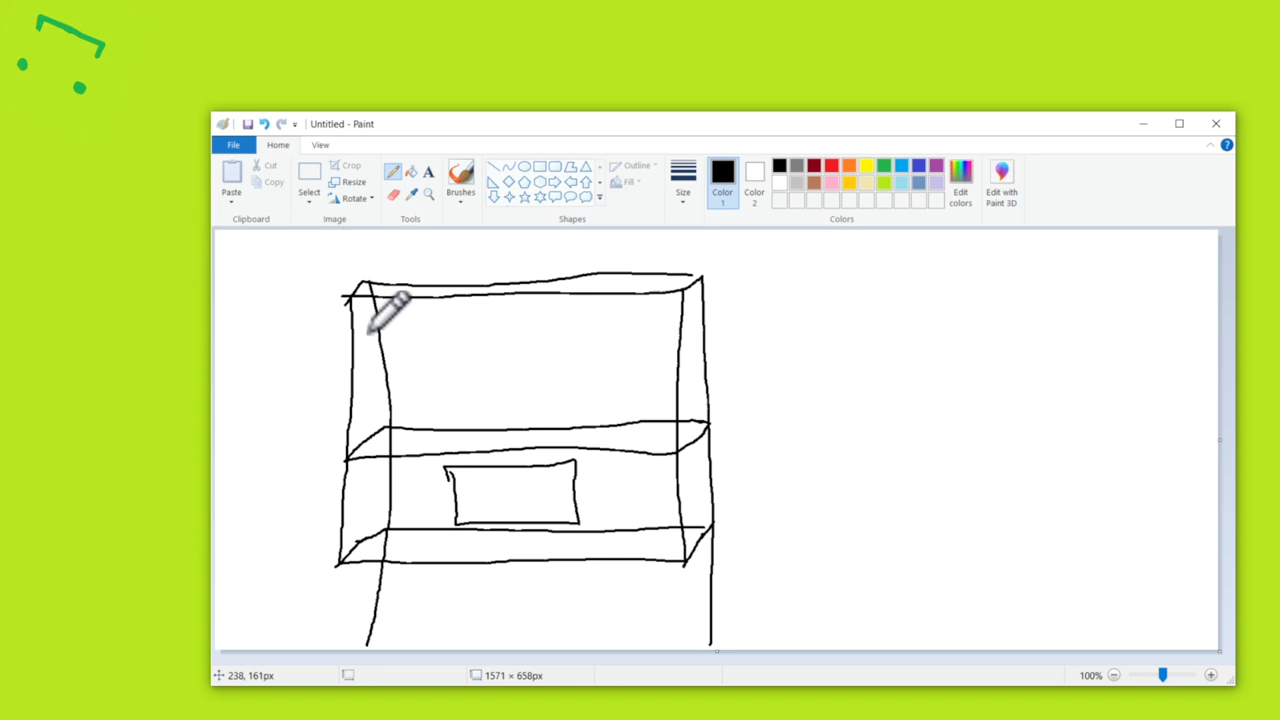 Untitled - Paint
File Home View
Cut
Copy
Paste
Clipboard
Crop
Resize
Rotate
Select
Image
A
Tools
Brushes
Outline
Fill
Shapes
Size
Color
1
Color
2
Edit
colors
Colors
Edit with
Paint 3D
238, 161px
1571 × 658px
100%